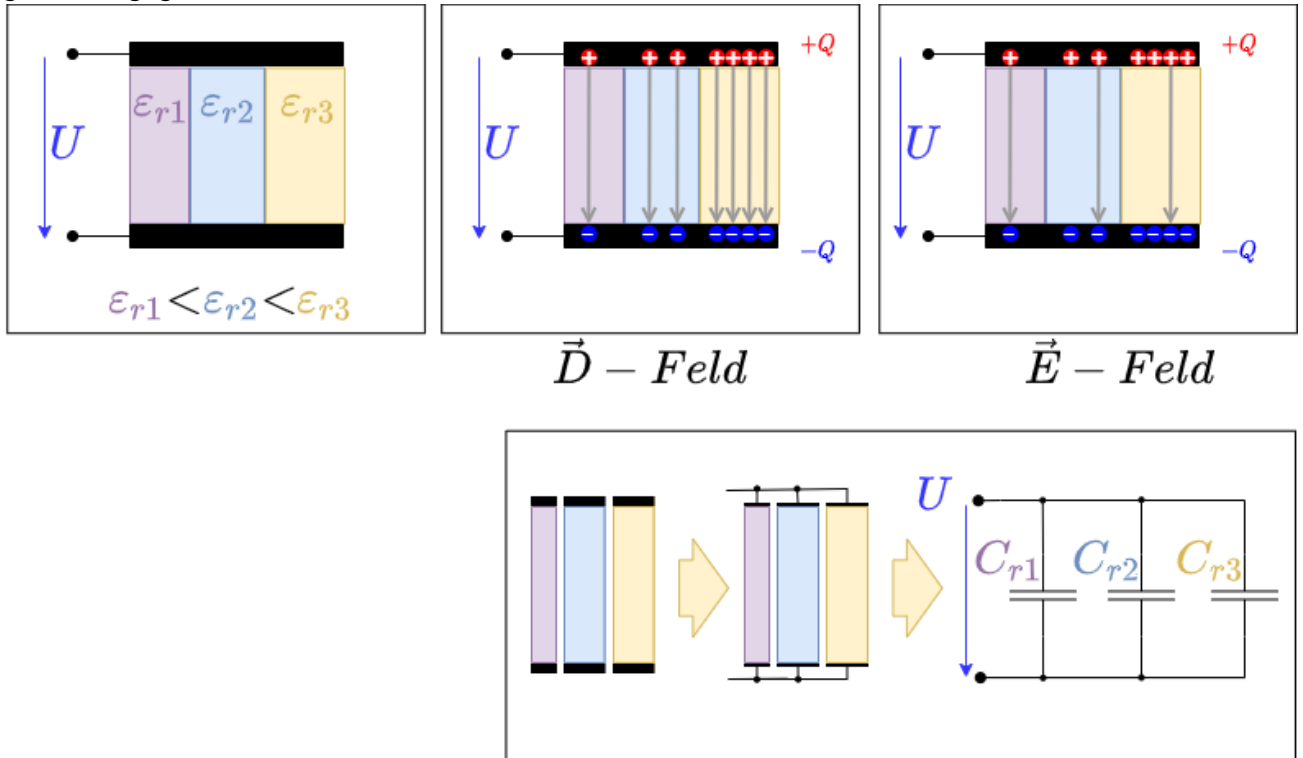 U
εr1
εr2
εr3
εr1<εr2<εr3
U
+Q
−Q
D⃗ − Feld
U
+Q
−Q
E⃗ − Feld
U
Cr1
Cr2
Cr3